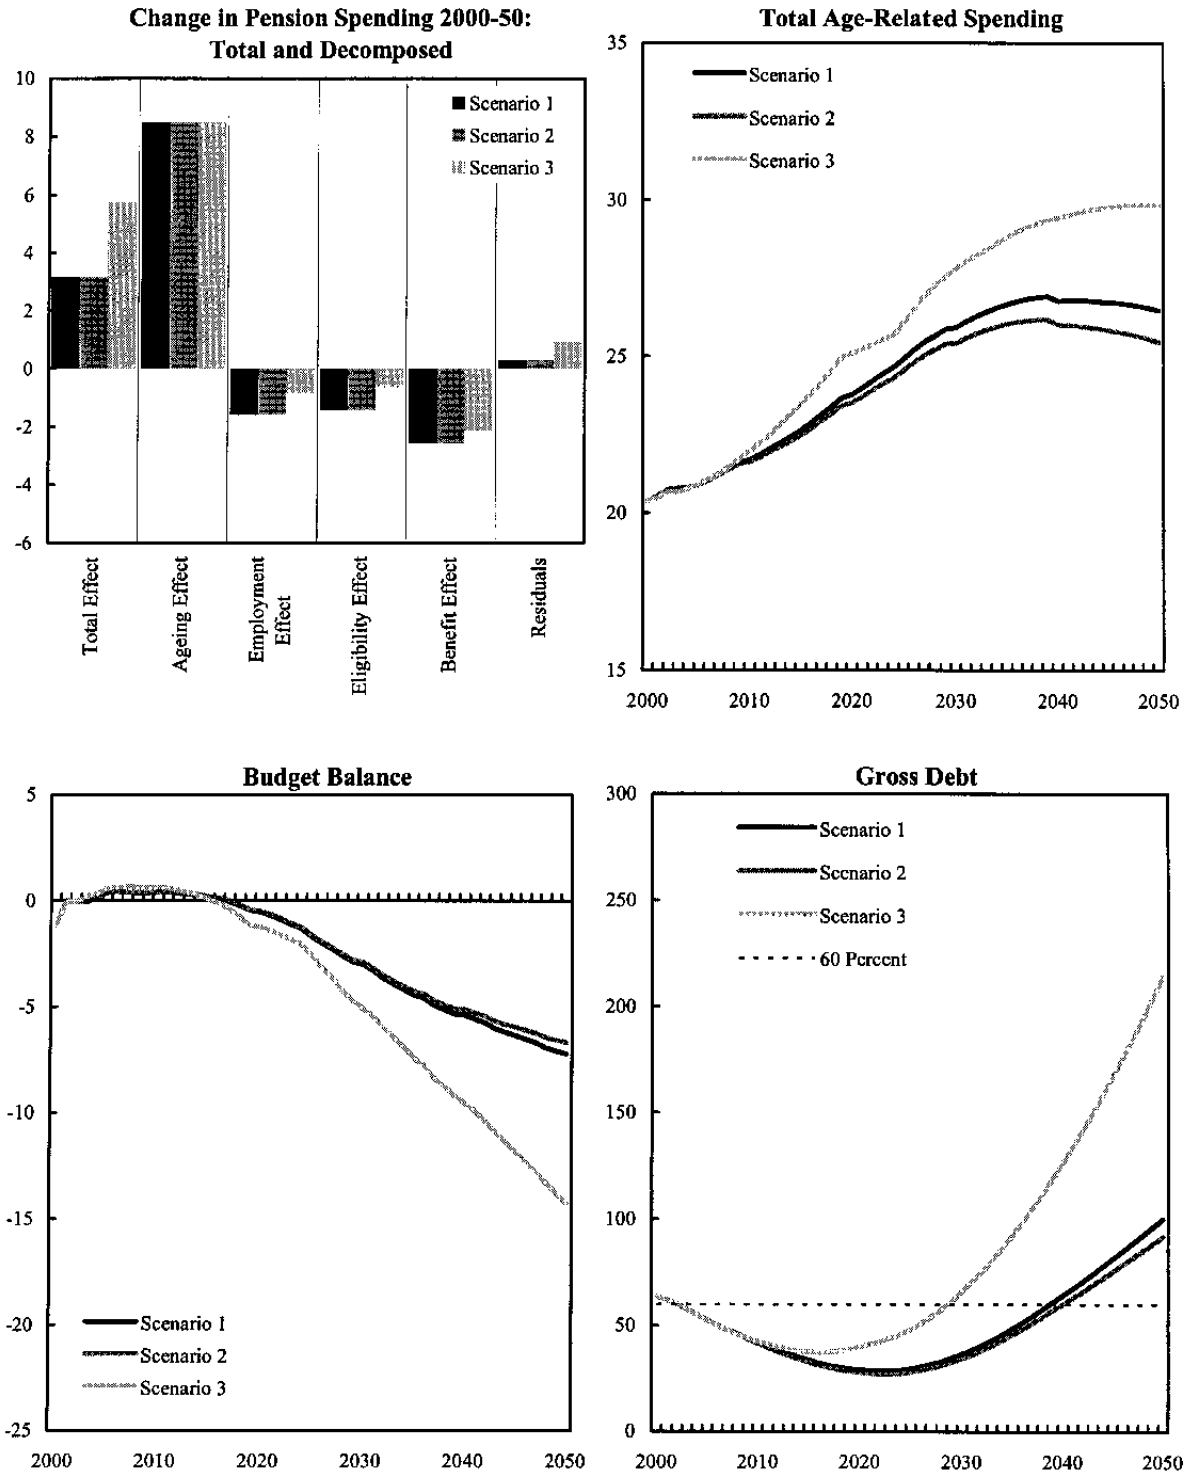 Change in Pension Spending 2000-50:
Total and Decomposed
10
8
6
4
2
0
-2
-4
-6
Scenario 1
Scenario 2
Scenario 3
Total Effect
Ageing Effect
Employment
Effect
Eligibility Effect
Benefit Effect
Residuals
Total Age-Related Spending
35
30
25
20
15
Scenario 1
Scenario 2
Scenario 3
2000 2010 2020 2030 2040 2050
Budget Balance
5
0
-5
-10
-15
-20
-25
Scenario 1
Scenario 2
Scenario 3
2000 2010 2020 2030 2040 2050
Gross Debt
300
250
200
150
100
50
0
Scenario 1
Scenario 2
Scenario 3
60 Percent
2000 2010 2020 2030 2040 2050